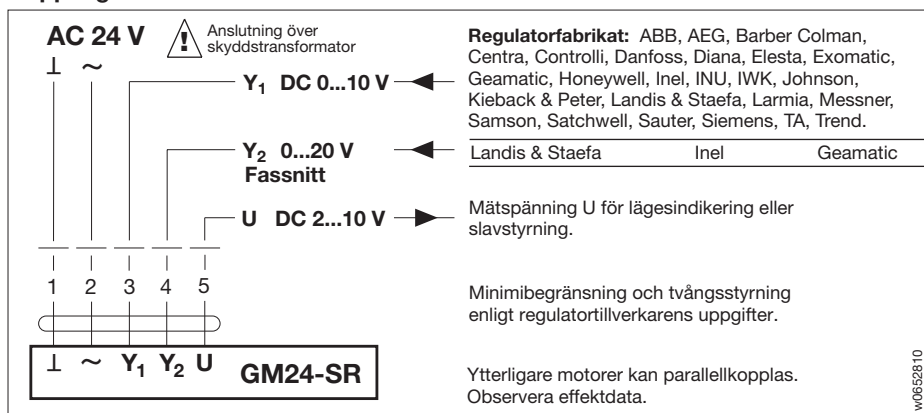 AC 24 V
Anslutning över
skyddstransformator
⊥ ~
Y1 DC 0...10 V
Y2 0...20 V
Fassnitt
U DC 2...10 V
1 2 3 4 5
⊥ ~ Y1 Y2 U
GM24-SR
Regulatorfabrikat: ABB, AEG, Barber Colman,
Centra, Controlli, Danfoss, Diana, Elesta, Exomatic,
Geamatic, Honeywell, Inel, INU, IWK, Johnson,
Kieback & Peter, Landis & Staefa, Larmia, Messner,
Samson, Satchwell, Sauter, Siemens, TA, Trend.
Landis & Staefa Inel Geamatic
Mätspänning U för lägesindikering eller
slavstyrning.
Minimibegränsning och tvångsstyrning
enligt regulatortillverkarens uppgifter.
Ytterligare motorer kan parallellkopplas.
Observera effektdata.
w0652810